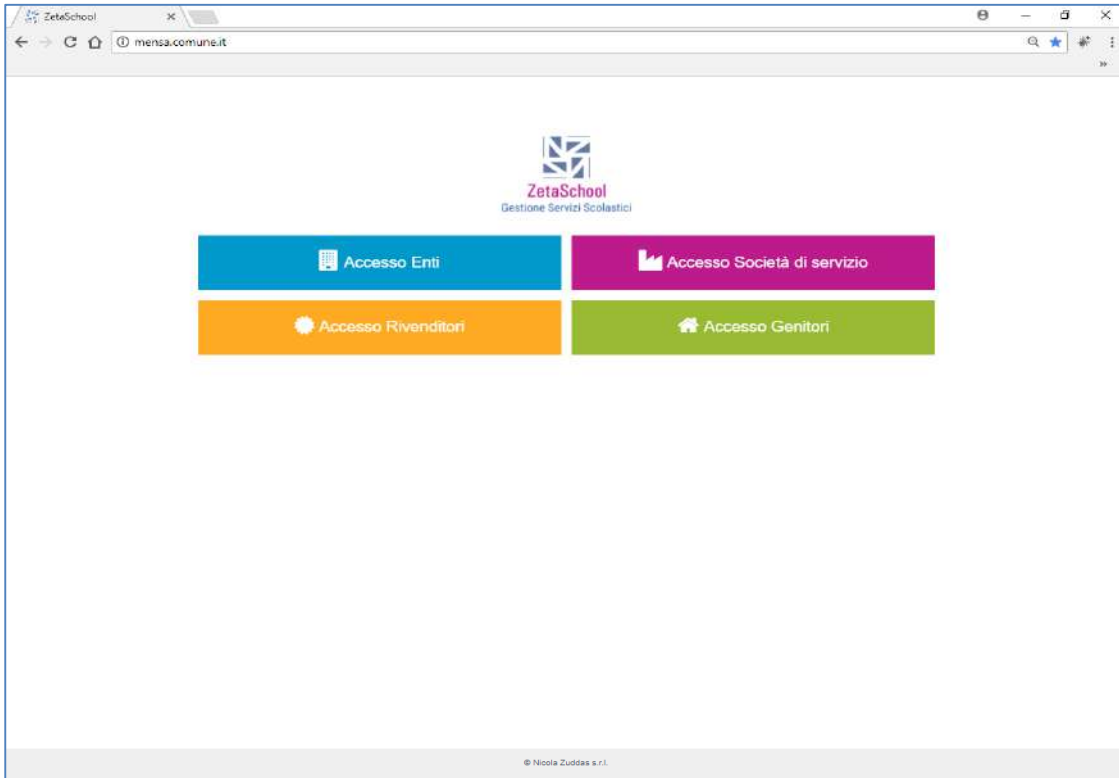 ZetaSchool
mensa.comune.it
ZetaSchool
Gestione Servizi Scolastici
Accesso Enti
Accesso Società di servizio
Accesso Rivenditori
Accesso Genitori
© Nicola Zuddas s.r.l.